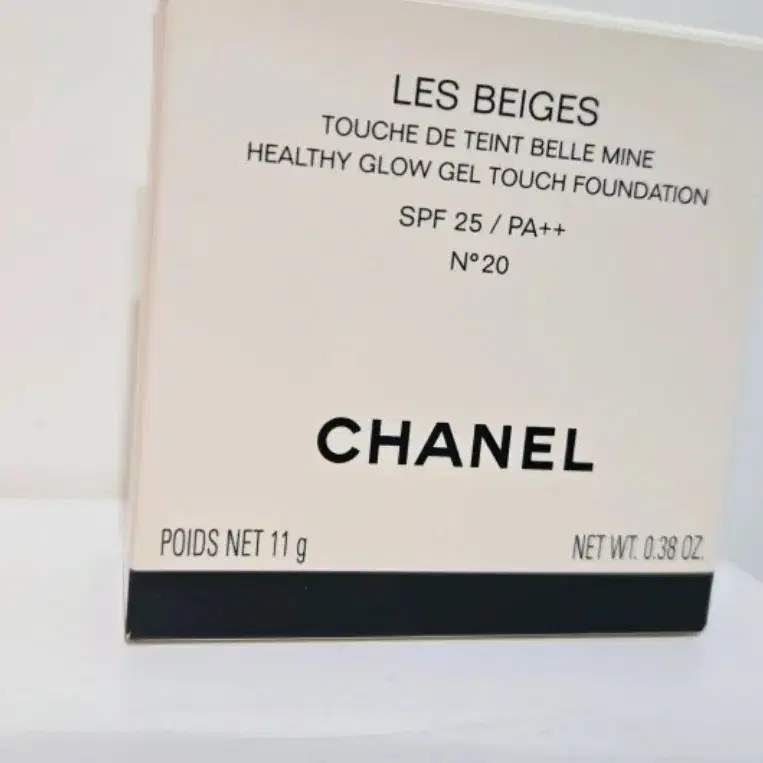 LES BEIGES
TOUCHE DE TEINT BELLE MINE
HEALTHY GLOW GEL TOUCH FOUNDATION
SPF 25 / PA++
N°20
CHANEL
POIDS NET 11 g
NET WT. 0.38 OZ.